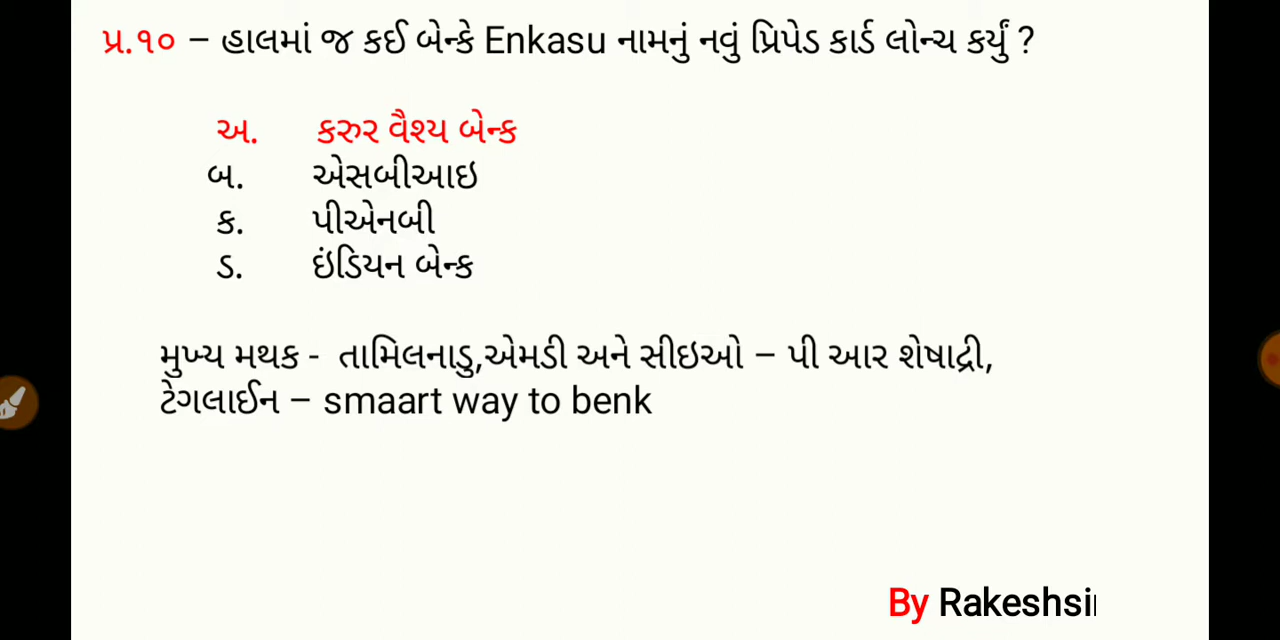 પ્ર.૧૦ – હાલમાં જ કઈ બેન્કે Enkasu નામનું નવું પ્રિપેડ કાર્ડ લોન્ચ કર્યું ?
અ. કરુર વૈશ્ય બેન્ક
બ. એસબીઆઇ
ક. પીએનબી
ડ. ઇંડિયન બેન્ક
મુખ્ય મથક - તામિલનાડુ,એમડી અને સીઇઓ – પી આર શેષાદ્રી,
ટેગલાઈન – smaart way to benk
By